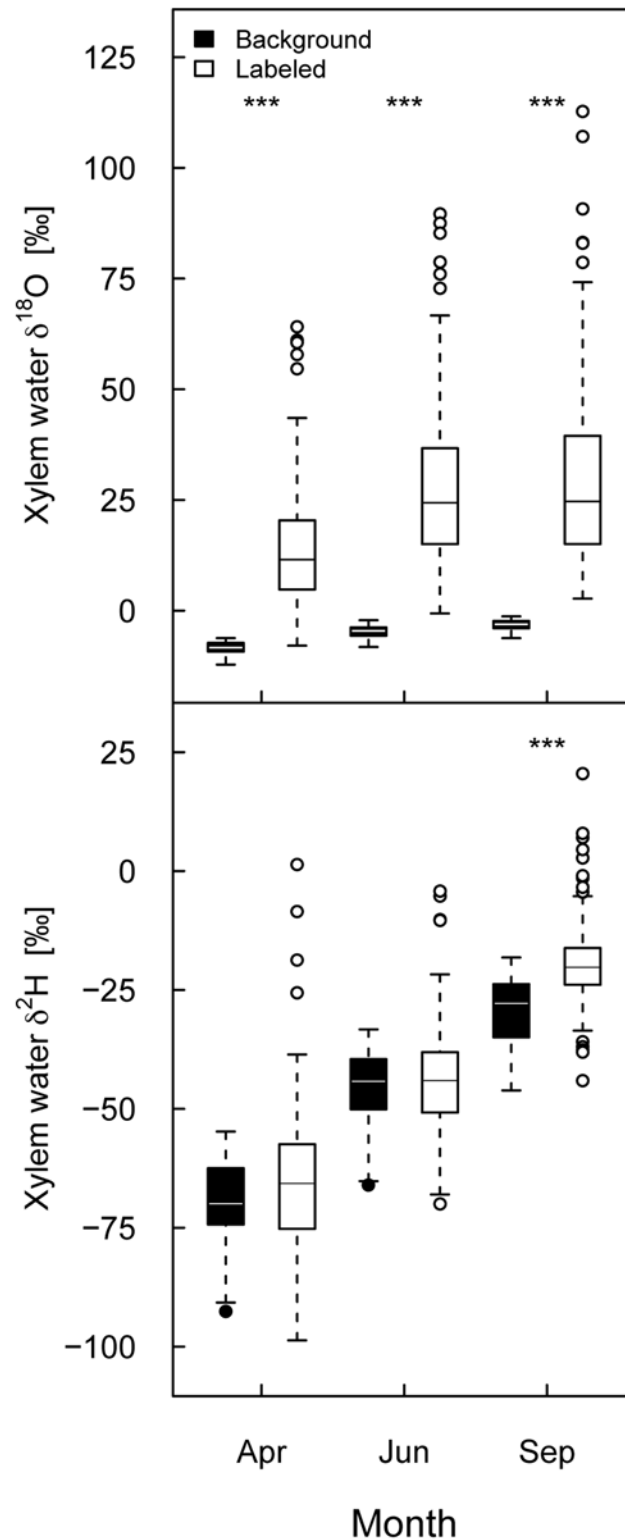 Background
Labeled
*** *** ***
125
100
75
50
25
0
Xylem water δ¹⁸O [‰]
***
25
0
−25
−50
−75
−100
Xylem water δ²H [‰]
Apr Jun Sep
Month